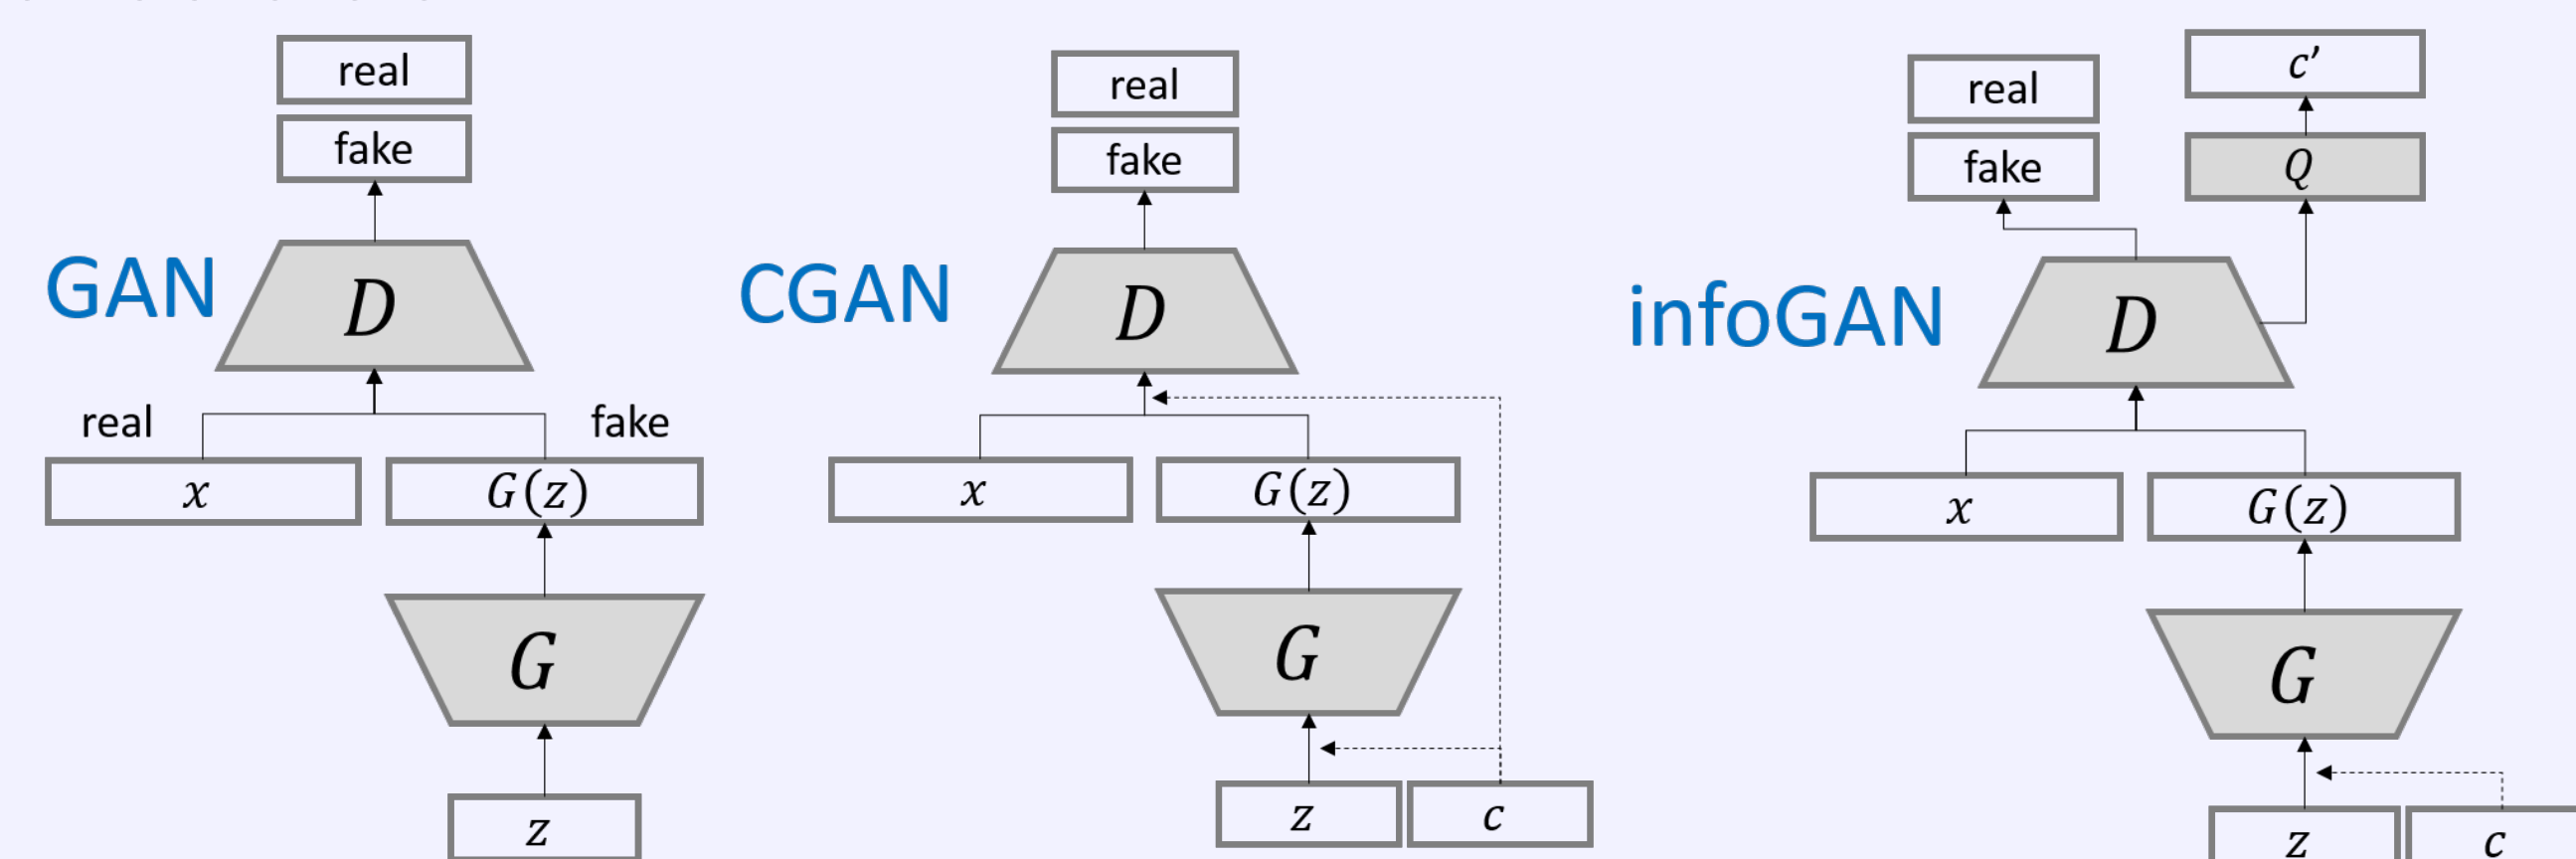 real
fake
GAN
D
real
fake
x
G(z)
G
z
real
fake
CGAN
D
x
G(z)
G
z
c
real
fake
c′
Q
infoGAN
D
x
G(z)
G
z
c